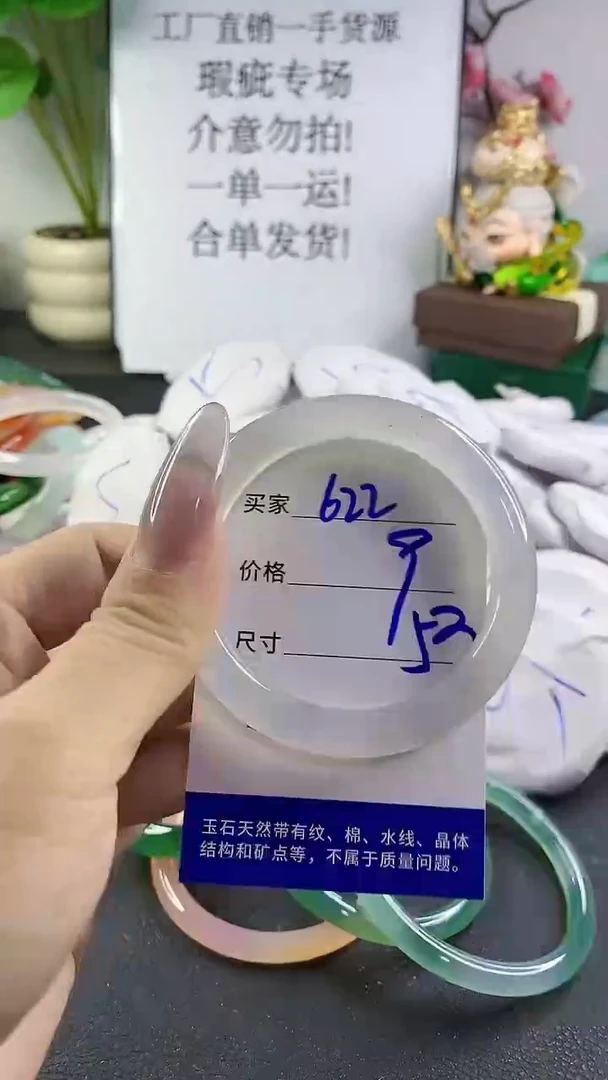 工厂直销一手货源
瑕疵专场
介意勿拍!
一单一运!
合单发货!
买家 622
价格 9
尺寸 52
玉石天然带有纹、棉、水线、晶体
结构和矿点等，不属于质量问题。